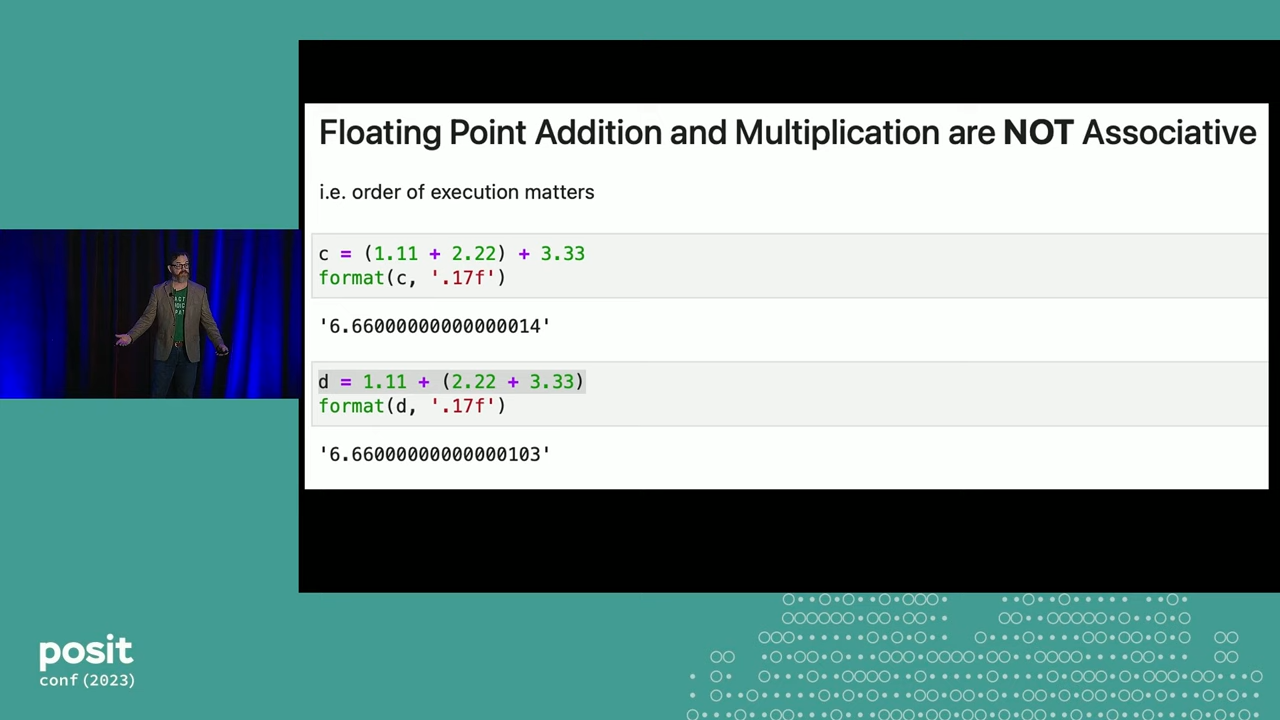 Floating Point Addition and Multiplication are NOT Associative
i.e. order of execution matters
c = (1.11 + 2.22) + 3.33
format(c, '.17f')
'6.66000000000000014'
d = 1.11 + (2.22 + 3.33)
format(d, '.17f')
'6.66000000000000103'
posit
conf(2023)